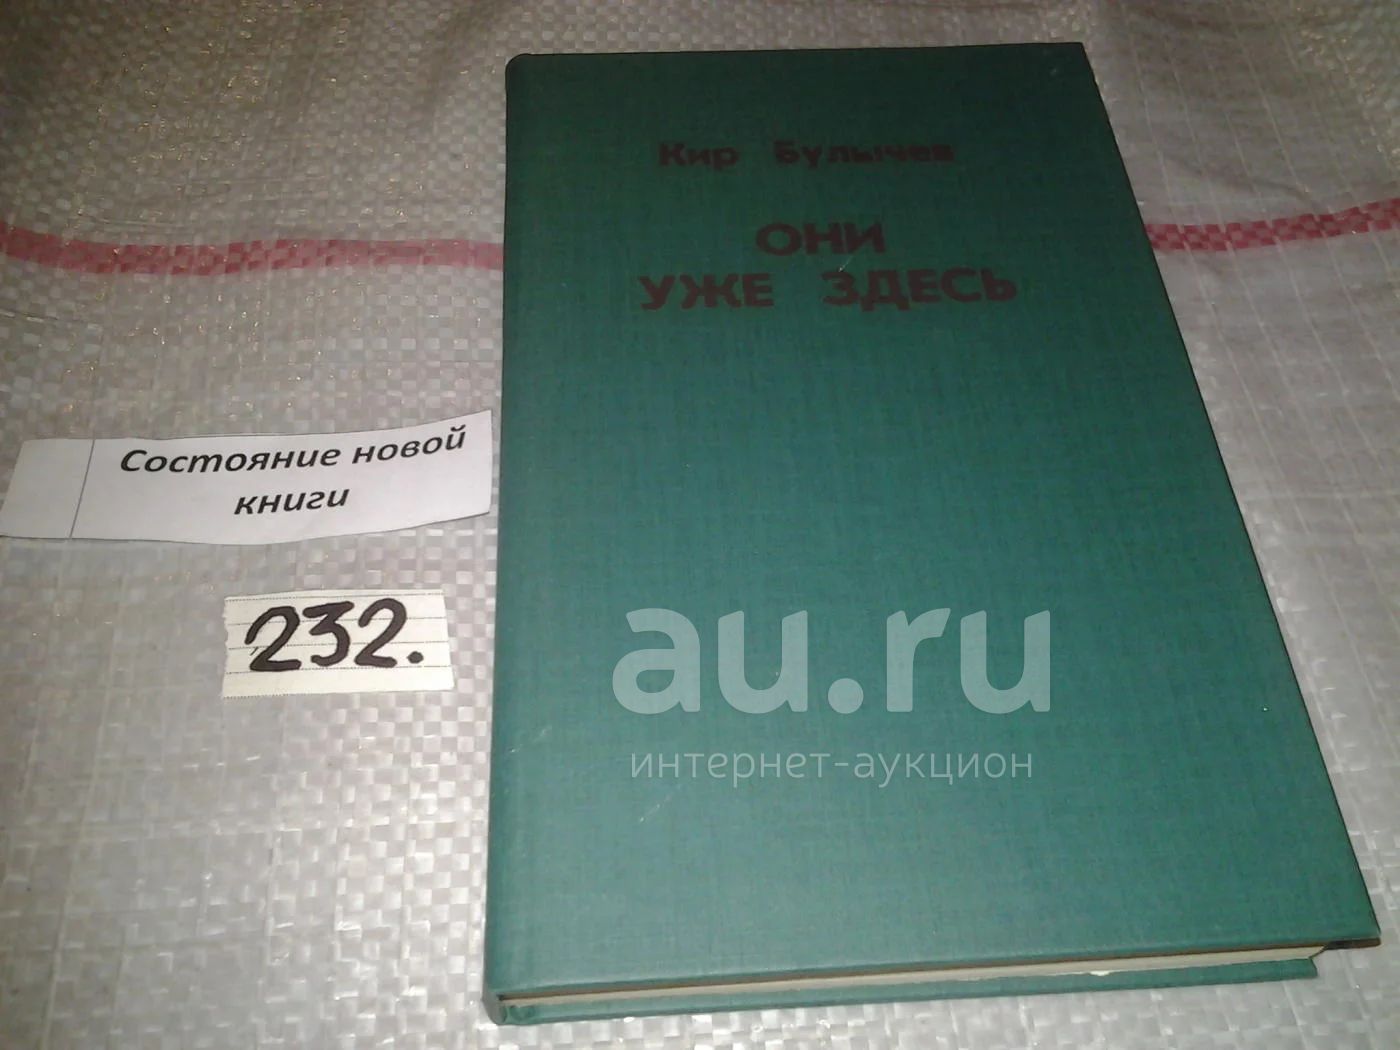 Кир Булычев
ОНИ
УЖЕ ЗДЕСЬ
Состояние новой
книги
232.
au.ru
интернет-аукцион